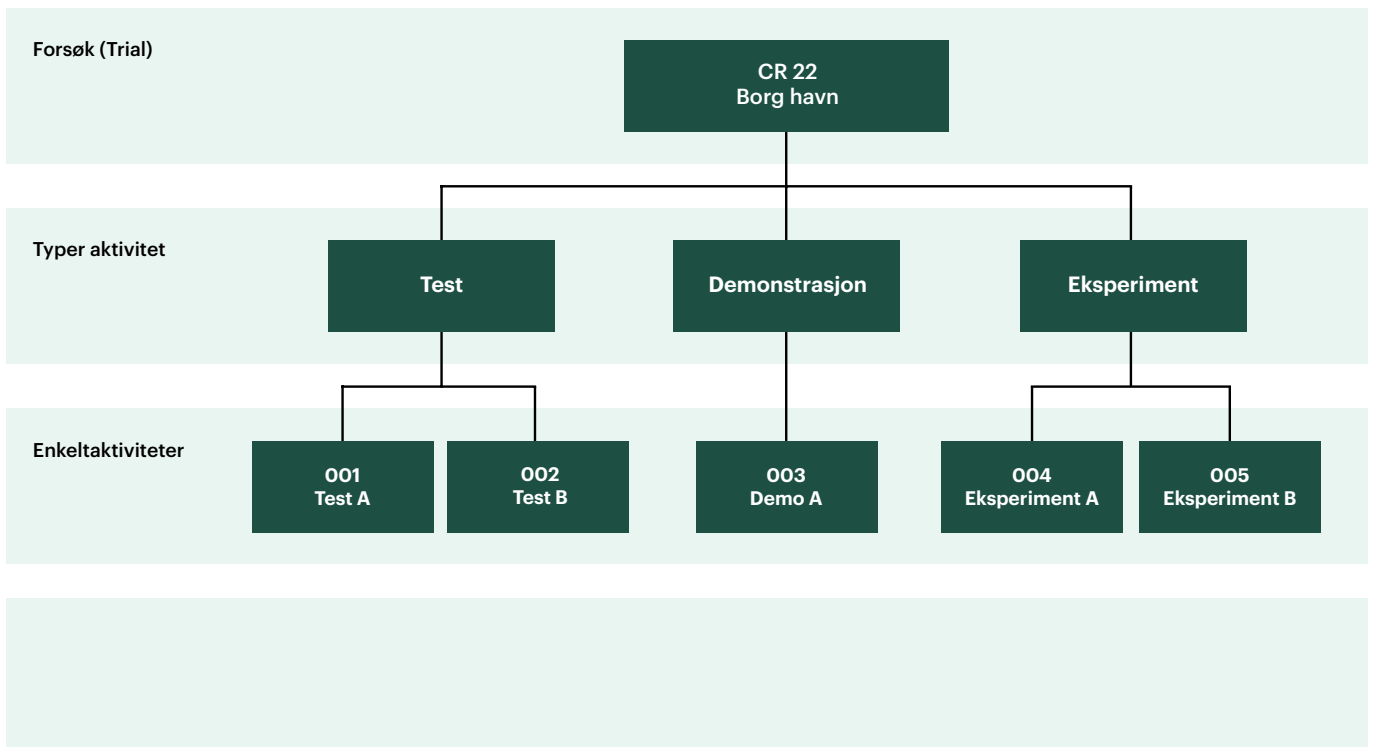 Forsøk (Trial)
CR 22
Borg havn
Typer aktivitet
Test
Demonstrasjon
Eksperiment
Enkeltaktiviteter
001
Test A
002
Test B
003
Demo A
004
Eksperiment A
005
Eksperiment B